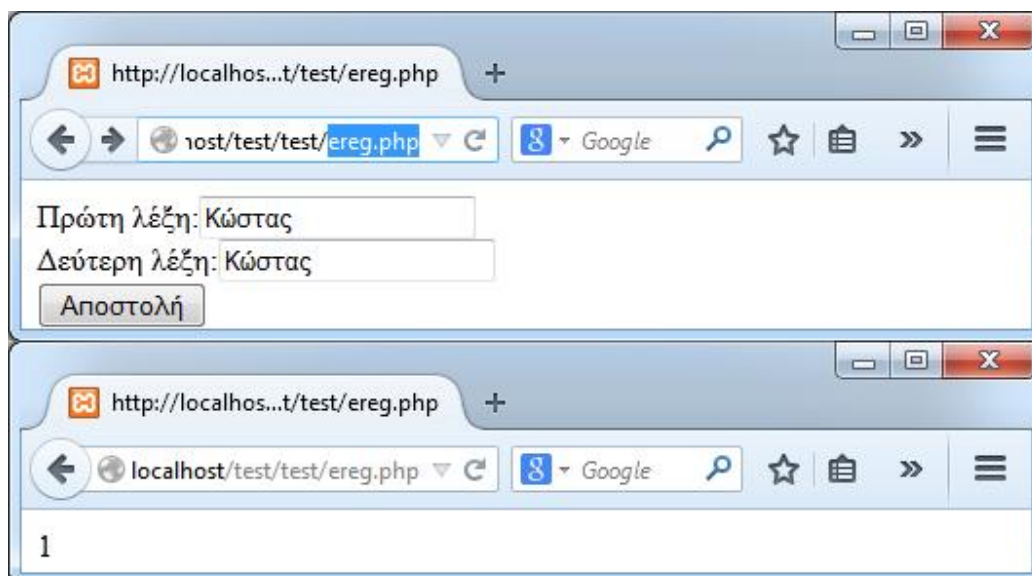 http://localhos...t/test/ereg.php
ιost/test/test/ereg.php Google
Πρώτη λέξη: Κώστας
Δεύτερη λέξη: Κώστας
Αποστολή
http://localhos...t/test/ereg.php
localhost/test/test/ereg.php Google
1